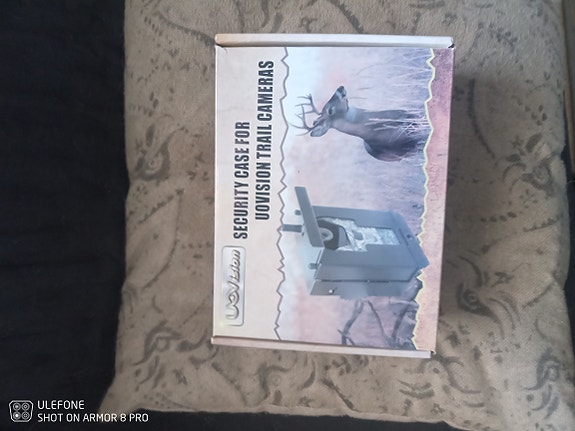 UOVision
SECURITY CASE FOR
UOVISION TRAIL CAMERAS
ULEFONE
SHOT ON ARMOR 8 PRO